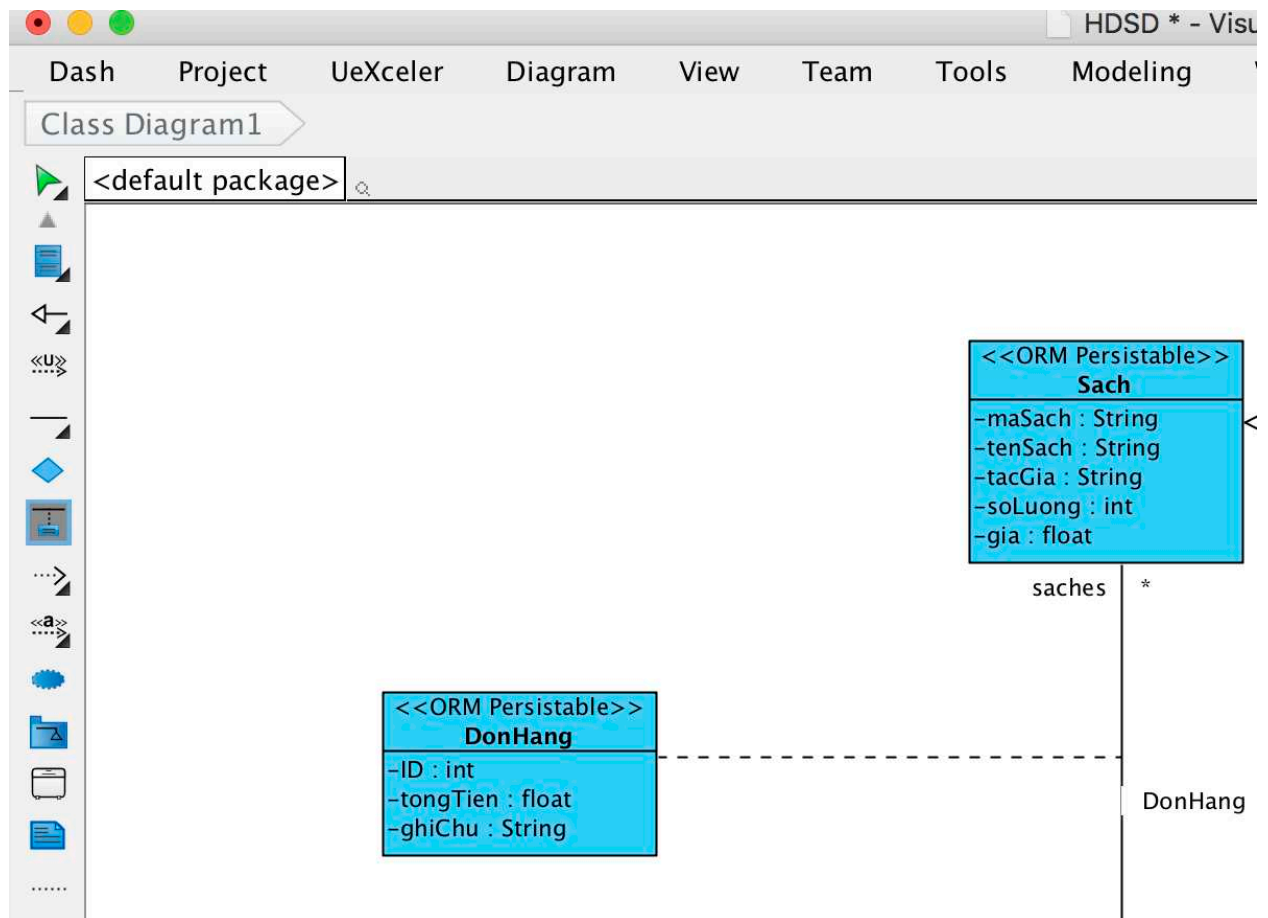 HDSD * - Visu
Dash Project UeXceler Diagram View Team Tools Modeling
Class Diagram1
<default package>
<<ORM Persistable>>
Sach
-maSach : String
-tenSach : String
-tacGia : String
-soLuong : int
-gia : float
saches *
<<ORM Persistable>>
DonHang
-ID : int
-tongTien : float
-ghiChu : String
DonHang
<<U>>
<<a>>